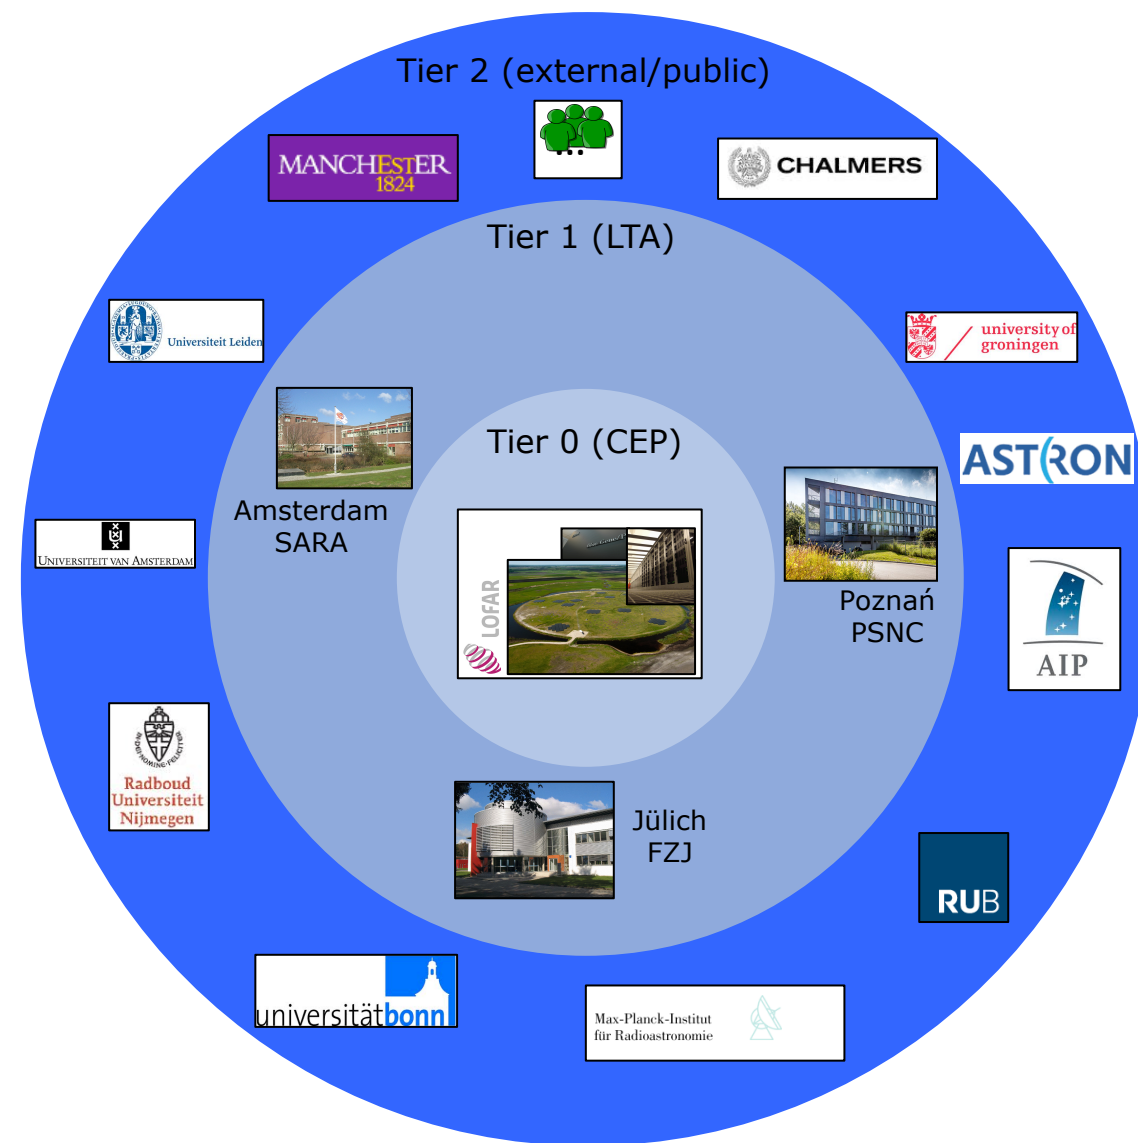 Tier 2 (external/public)
MANCHEsTER
1824
...
CHALMERS
Tier 1 (LTA)
Universiteit Leiden
university of
groningen
Tier 0 (CEP)
ASTRON
Amsterdam
SARA
UNIVERSITEIT VAN AMSTERDAM
LOFAR
Poznań
PSNC
AIP
Radboud
Universiteit
Nijmegen
Jülich
FZJ
RUB
universitätbonn
Max-Planck-Institut
für Radioastronomie